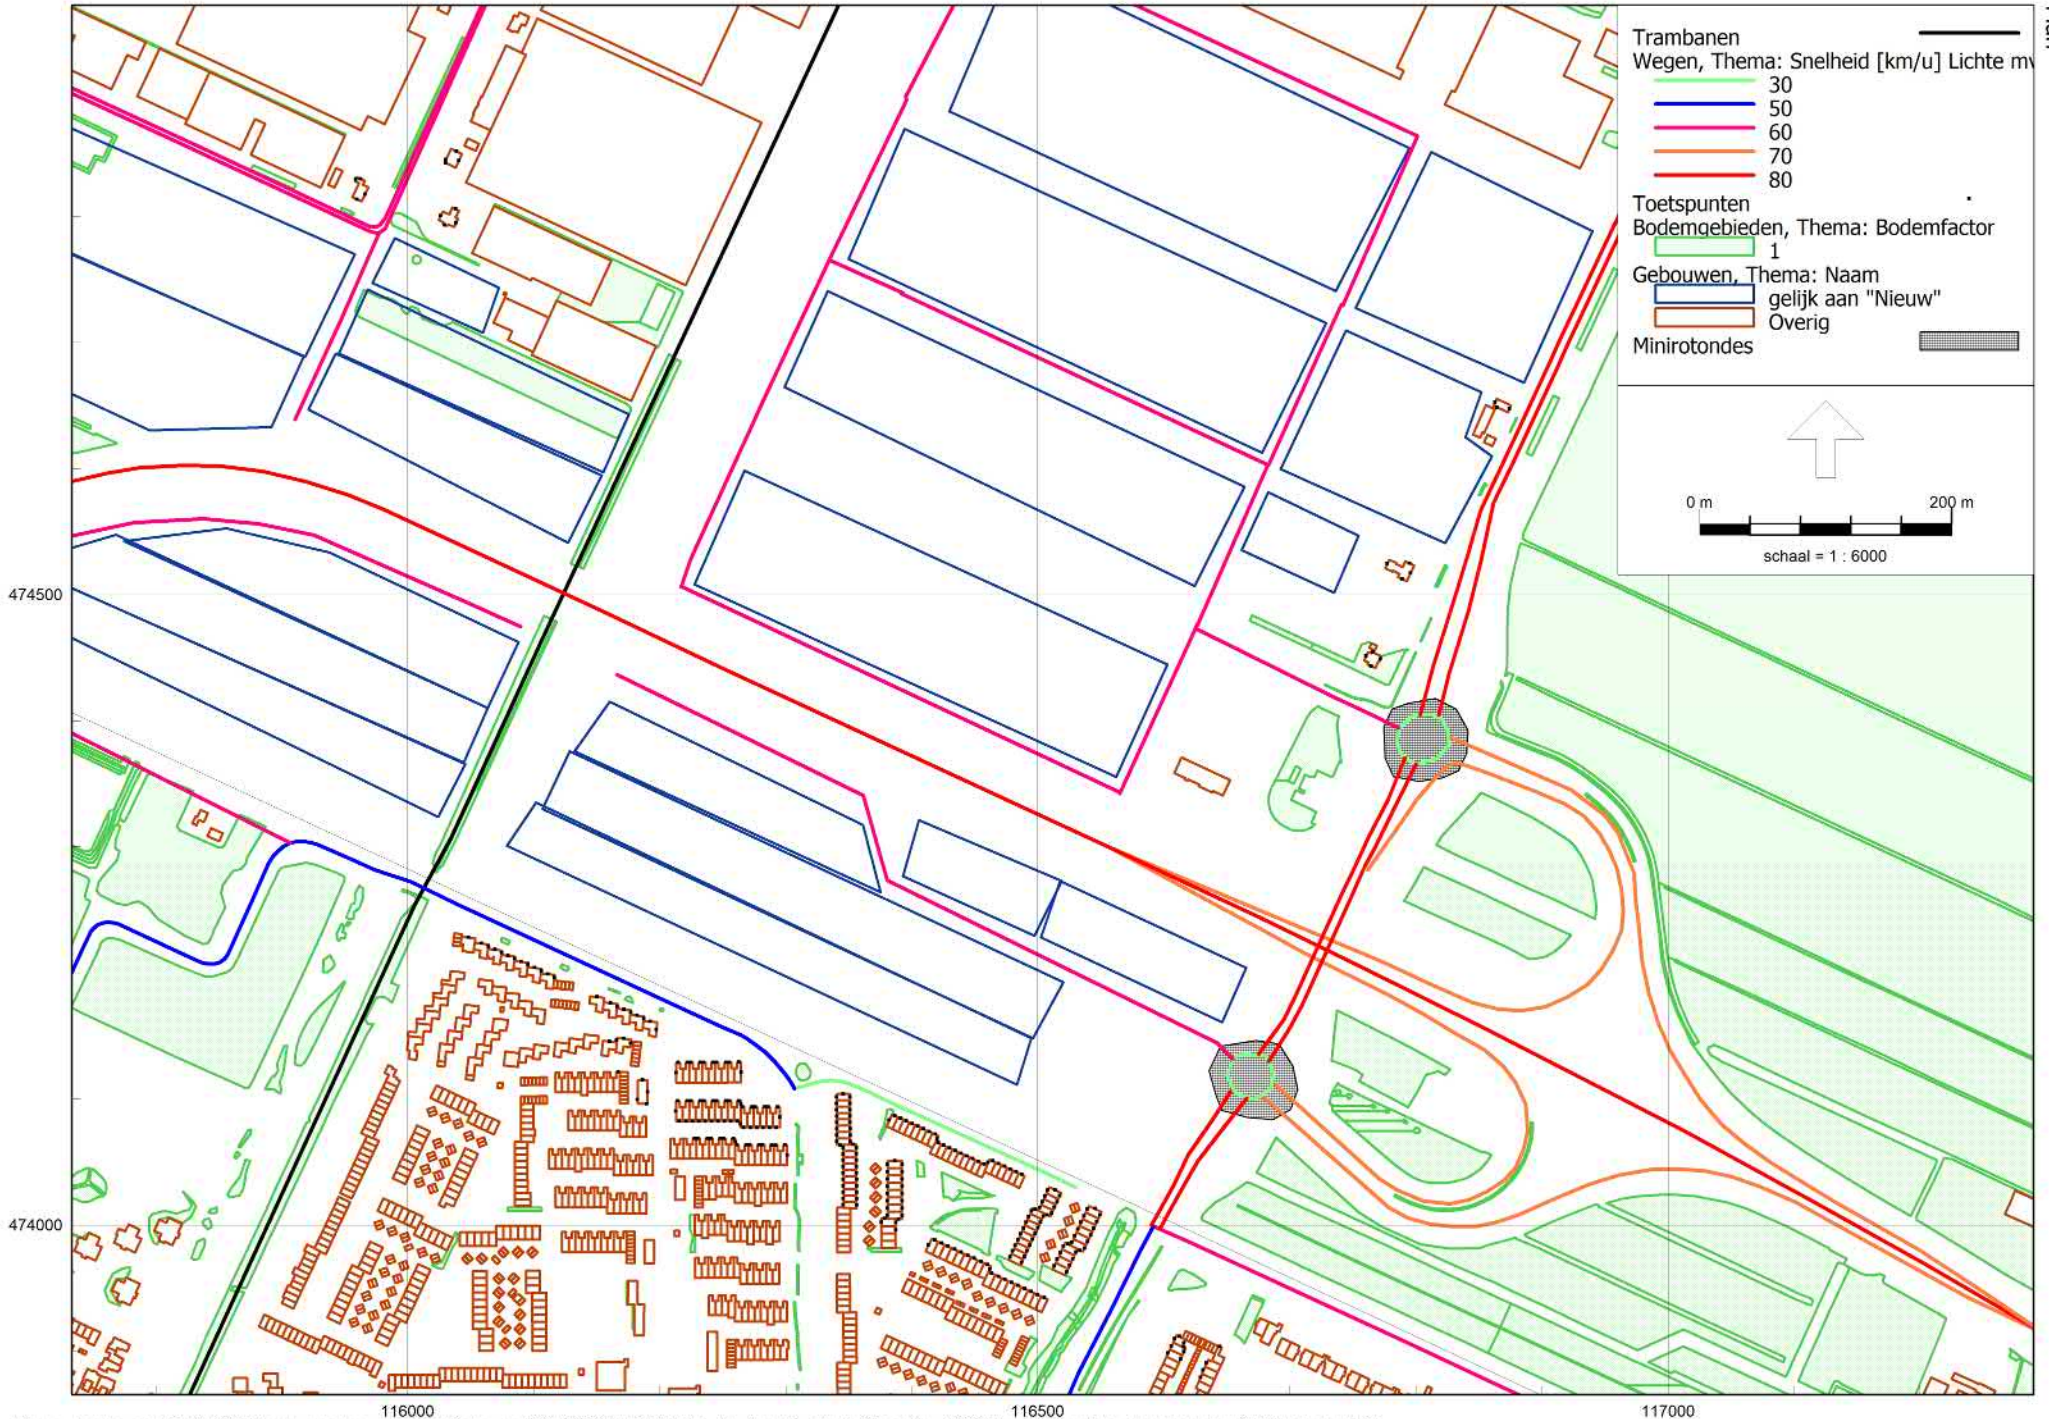 Trambanen
Wegen, Thema: Snelheid [km/u] Lichte
30
50
60
70
80
Toetspunten
Bodemgebieden, Thema: Bodemfactor
1
Gebouwen, Thema: Naam
gelijk aan "Nieuw"
Overig
Minirotondes
0 m 200 m
schaal = 1 : 6000
474500
474000
116000 116500 117000